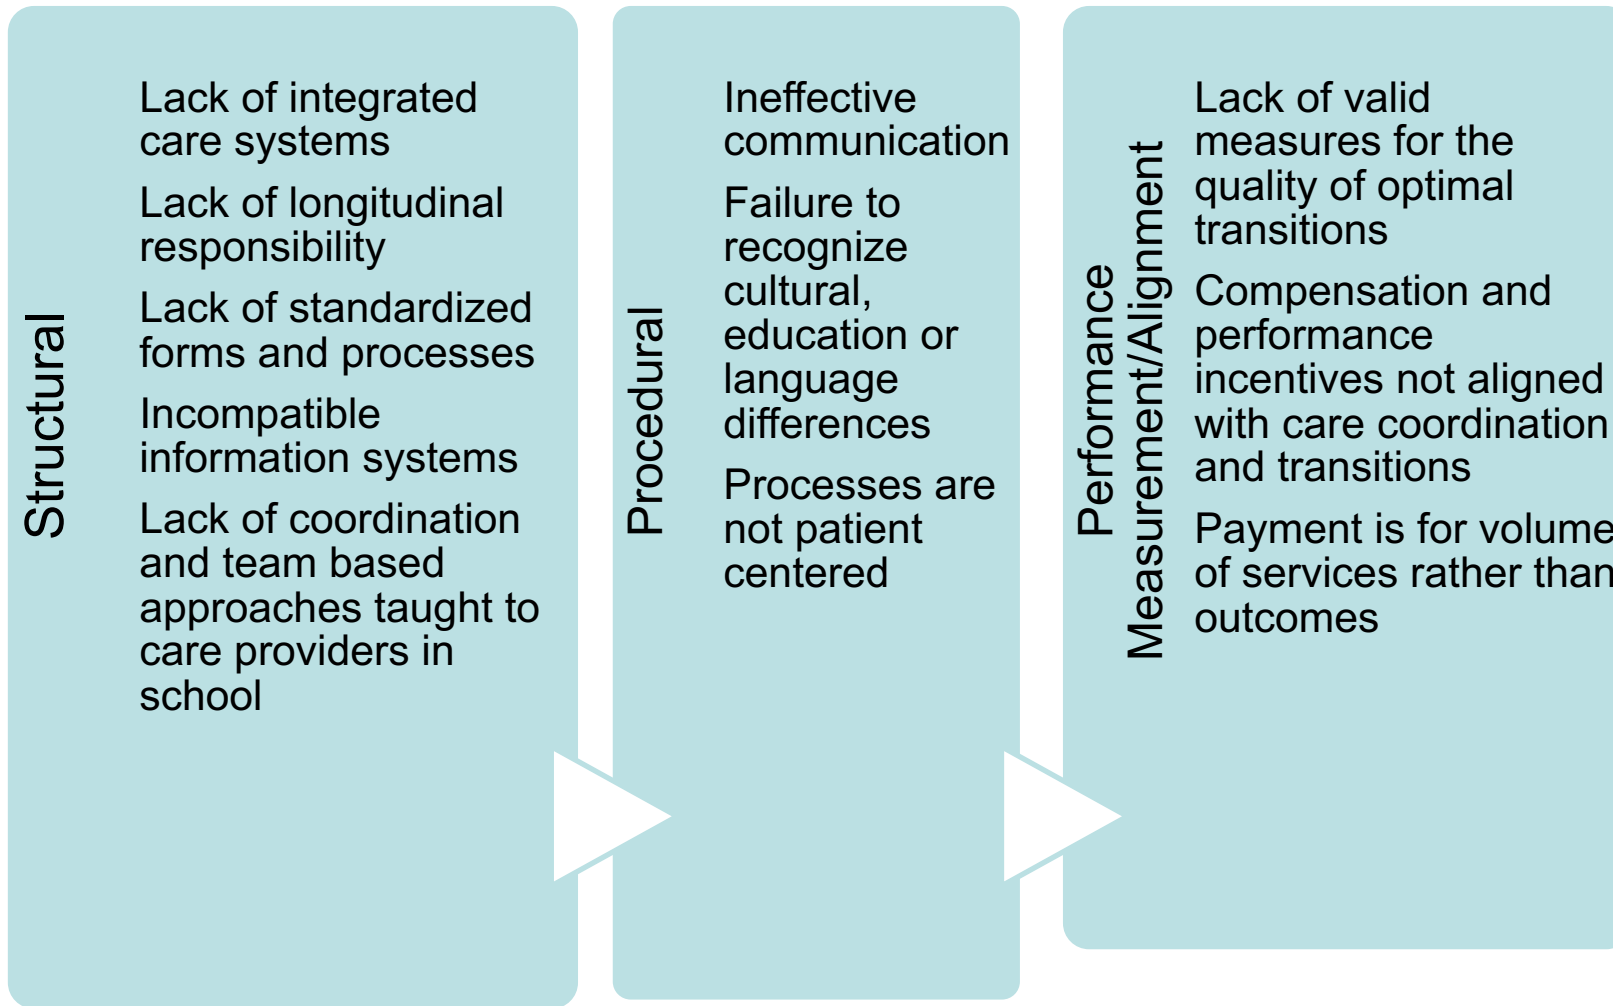 Structural
Lack of integrated
care systems
Lack of longitudinal
responsibility
Lack of standardized
forms and processes
Incompatible
information systems
Lack of coordination
and team based
approaches taught to
care providers in
school
Procedural
Ineffective
communication
Failure to
recognize
cultural,
education or
language
differences
Processes are
not patient
centered
Performance
Measurement/Alignment
Lack of valid
measures for the
quality of optimal
transitions
Compensation and
performance
incentives not aligned
with care coordination
and transitions
Payment is for volume
of services rather than
outcomes